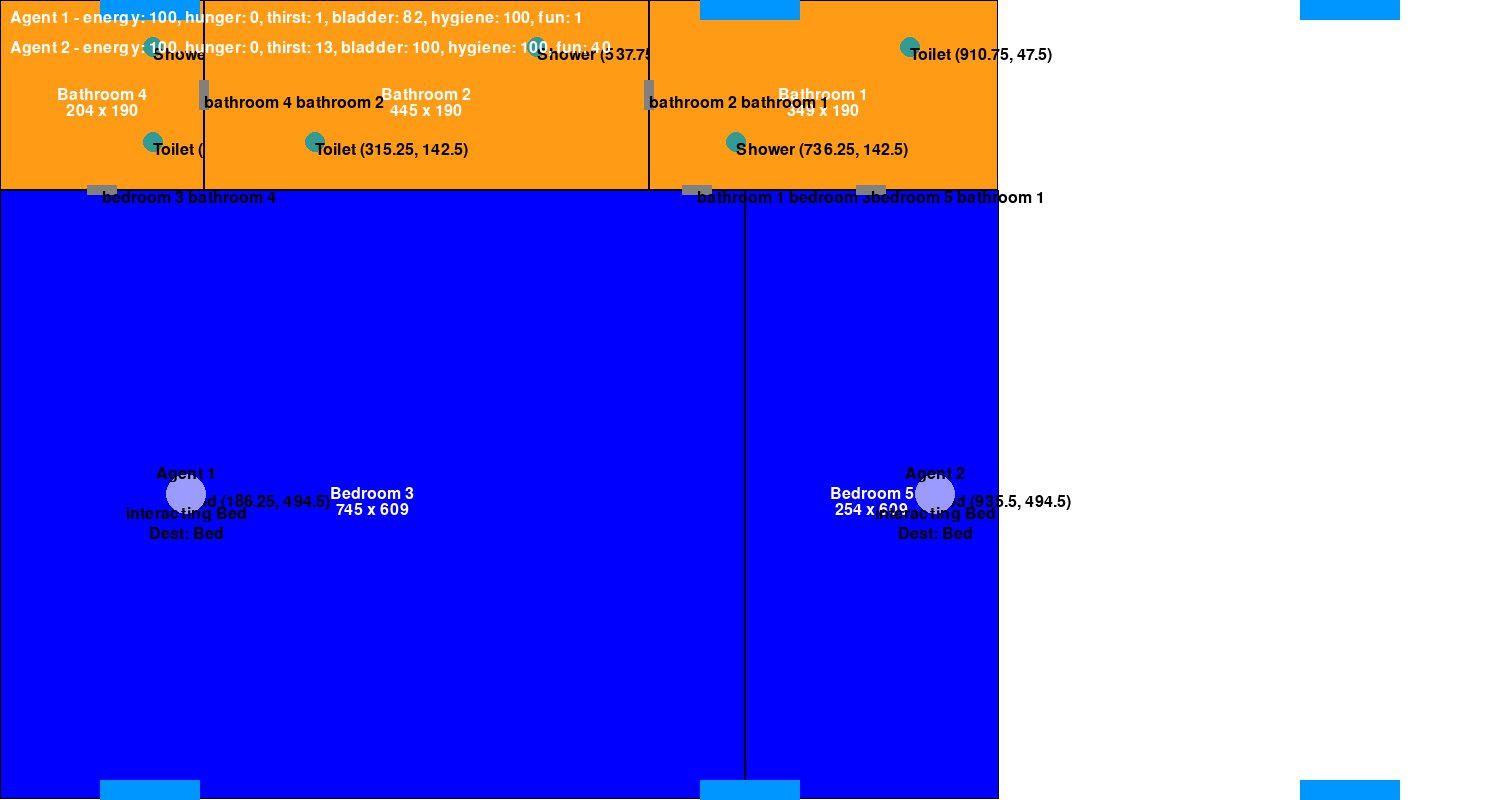 Agent 1 - energy: 100, hunger: 0, thirst: 1, bladder: 82, hygiene: 100, fun: 1
Agent 2 - energy: 100, hunger: 0, thirst: 13, bladder: 100, hygiene: 100, fun: 40
Showe
Shower (537.75
Toilet (910.75, 47.5)
Bathroom 4
204 x 190
Bathroom 2
445 x 190
Bathroom 1
349 x 190
bathroom 4 bathroom 2
bathroom 2 bathroom 1
Toilet (
Toilet (315.25, 142.5)
Shower (736.25, 142.5)
bedroom 3 bathroom 4
bathroom 1 bedroom 3
bedroom 5 bathroom 1
Agent 1
(186.25, 494.5)
interacting Bed
Dest: Bed
Bedroom 3
745 x 609
Agent 2
Bedroom 5
254 x 609
(935.5, 494.5)
interacting Bed
Dest: Bed